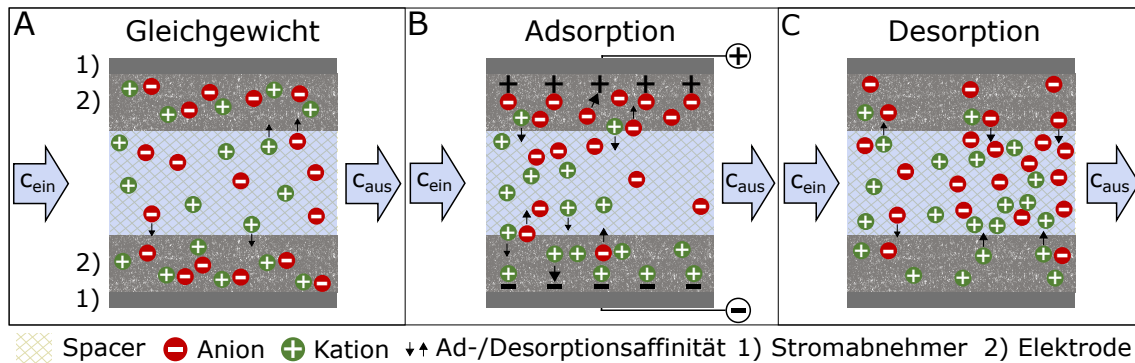 A Gleichgewicht
1)
2)
c_ein
c_aus
2)
1)
B Adsorption
c_ein
c_aus
C Desorption
c_ein
c_aus
Spacer Anion Kation Ad-/Desorptionsaffinität 1) Stromabnehmer 2) Elektrode